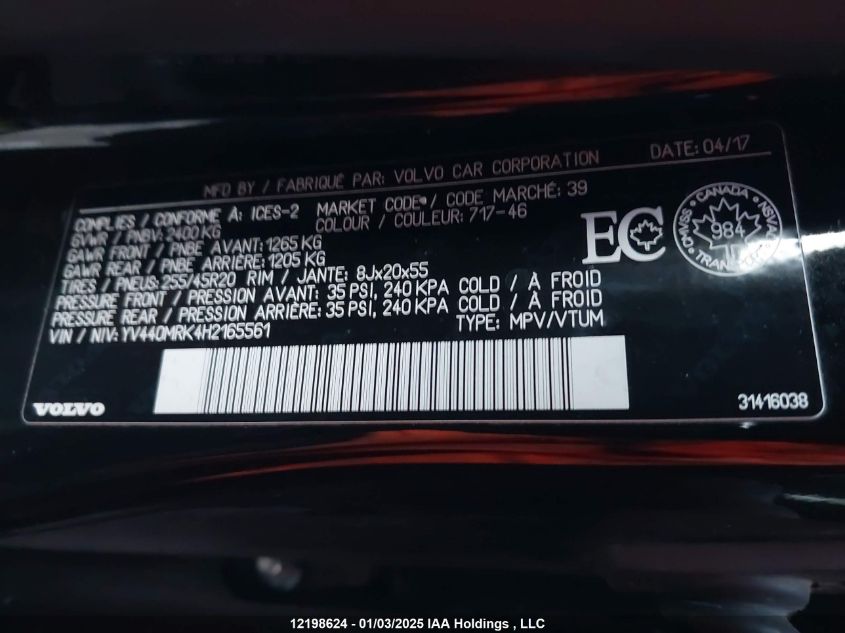 MFD BY / FABRIQUÉ PAR: VOLVO CAR CORPORATION DATE: 04/17
COMPLIES / CONFORME À: ICES-2 MARKET CODE / CODE MARCHÉ: 39
GVWR / PNBV: 2400 KG COLOUR / COULEUR: 717-46
GAWR FRONT / PNBE AVANT: 1265 KG
GAWR REAR / PNBE ARRIÈRE: 1205 KG
TIRES / PNEUS: 255/45R20 RIM / JANTE: 8Jx20x55
PRESSURE FRONT / PRESSION AVANT: 35 PSI, 240 KPA COLD / A FROID
PRESSURE REAR / PRESSION ARRIÈRE: 35 PSI, 240 KPA COLD / A FROID
VIN / NIV: YV440MRK4H2165561 TYPE: MPV/VTUM
EC
CANADA
984
TRANSPORT
VOLVO
31416038
12198624 - 01/03/2025 IAA Holdings , LLC